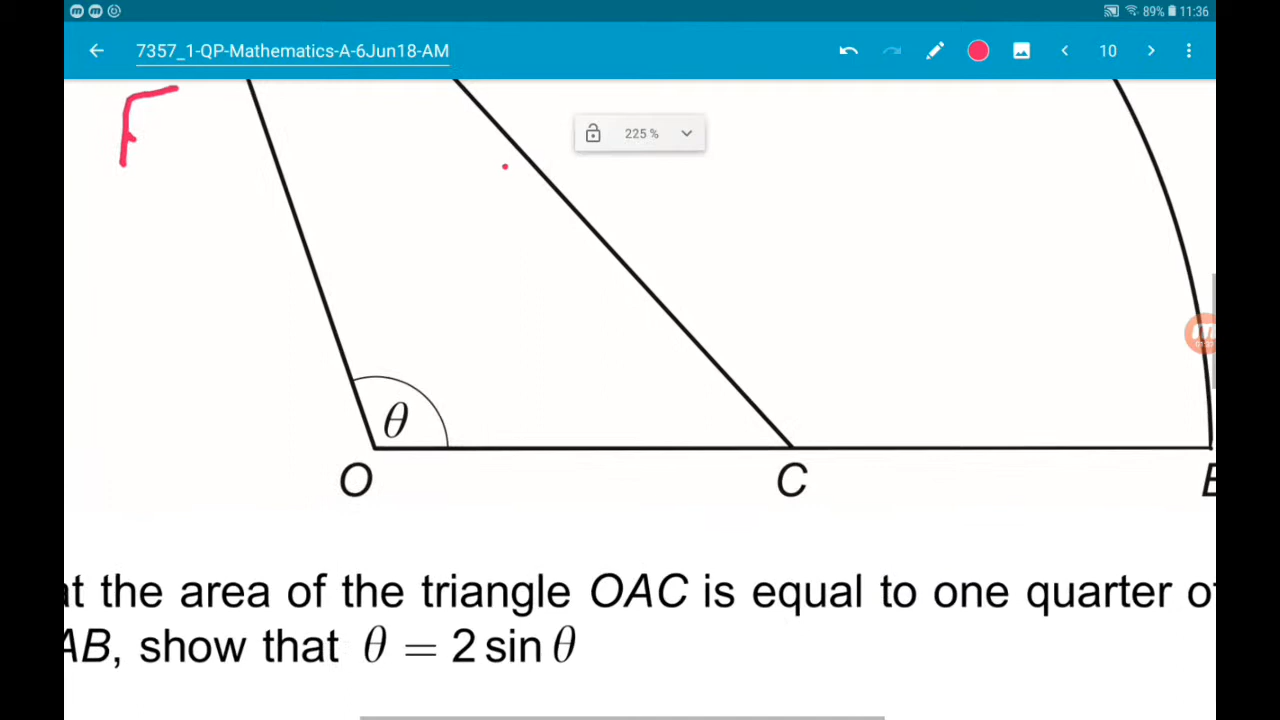 89% 11:36
7357_1-QP-Mathematics-A-6Jun18-AM
10
225 %
θ
O
C
at the area of the triangle OAC is equal to one quarter of
AB, show that θ = 2 sin θ